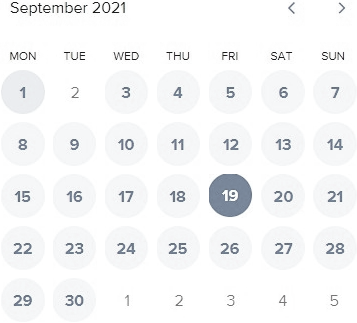 September 2021
MON TUE WED THU FRI SAT SUN
1 2 3 4 5 6 7
8 9 10 11 12 13 14
15 16 17 18 19 20 21
22 23 24 25 26 27 28
29 30 1 2 3 4 5